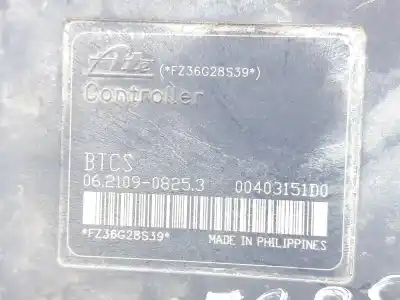 Ate (*FZ36G28S39*)
Controller
BTCS
06.2109-0825.3 00403151D0
*FZ36G28S39* MADE IN PHILIPPINES